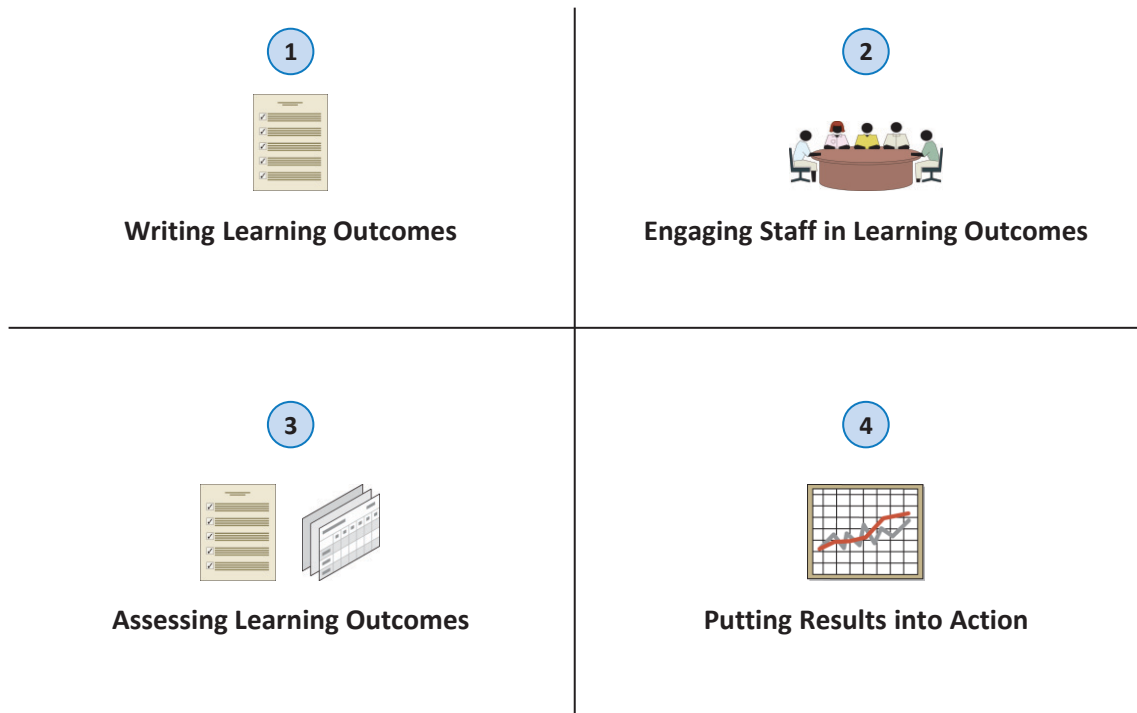 1
Writing Learning Outcomes
2
Engaging Staff in Learning Outcomes
3
Assessing Learning Outcomes
4
Putting Results into Action